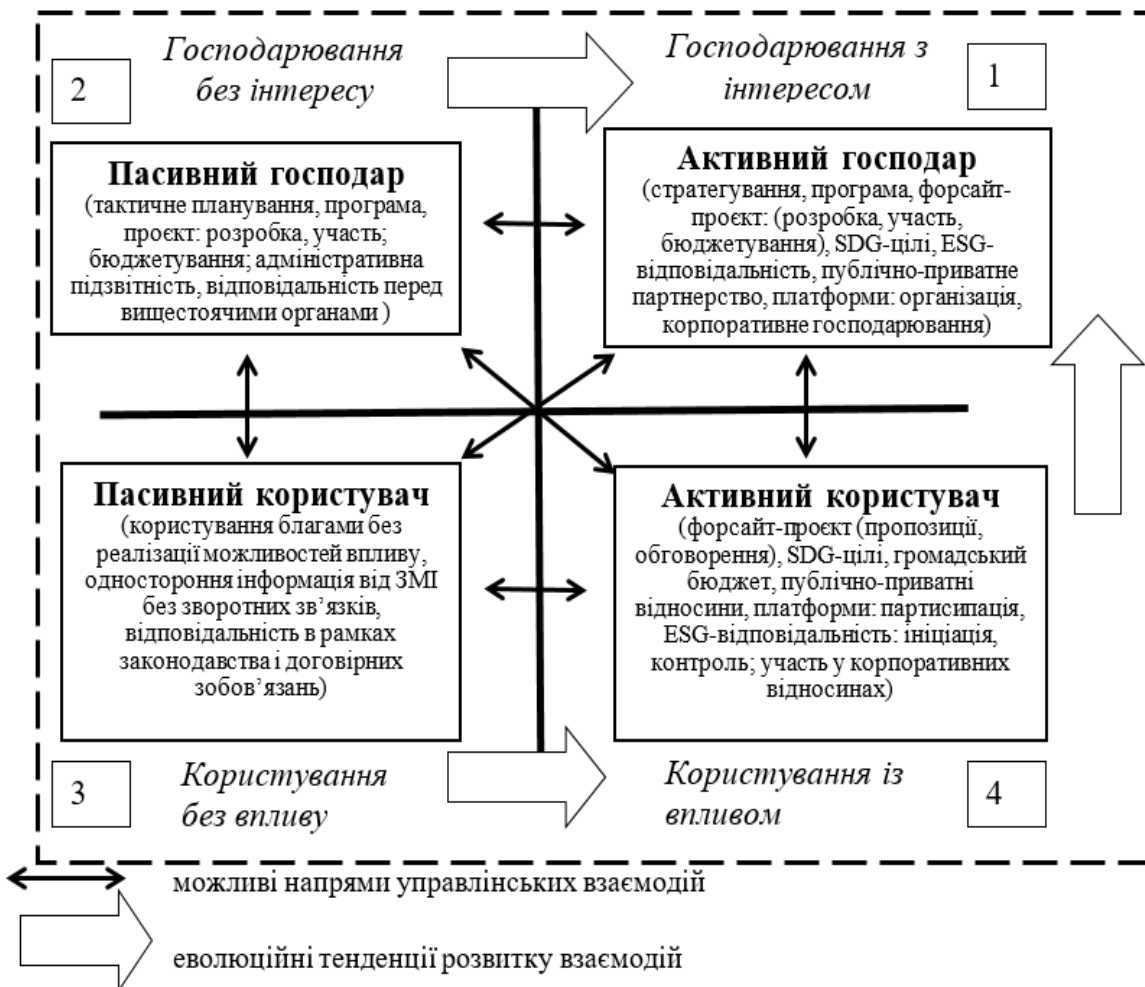 2
Господарювання
без інтересу
Господарювання з
інтересом
1
Пасивний господар
(тактичне планування, програма,
проєкт: розробка, участь;
бюджетування; адміністративна
підзвітність, відповідальність перед
вищестоячими органами )
Активний господар
(стратегування, програма, форсайт-
проєкт: (розробка, участь,
бюджетування), SDG-цілі, ESG-
відповідальність, публічно-приватне
партнерство, платформи: організація,
корпоративне господарювання)
Пасивний користувач
(користування благами без
реалізації можливостей впливу,
одностороння інформація від ЗМІ
без зворотних зв’язків,
відповідальність в рамках
законодавства і договірних
зобов’язань)
Активний користувач
(форсайт-проєкт (пропозиції,
обговорення), SDG-цілі, громадський
бюджет, публічно-приватні
відносини, платформи: партисипація,
ESG-відповідальність: ініціація,
контроль; участь у корпоративних
відносинах)
3
Користування
без впливу
Користування із
впливом
4
можливі напрями управлінських взаємодій
еволюційні тенденції розвитку взаємодій